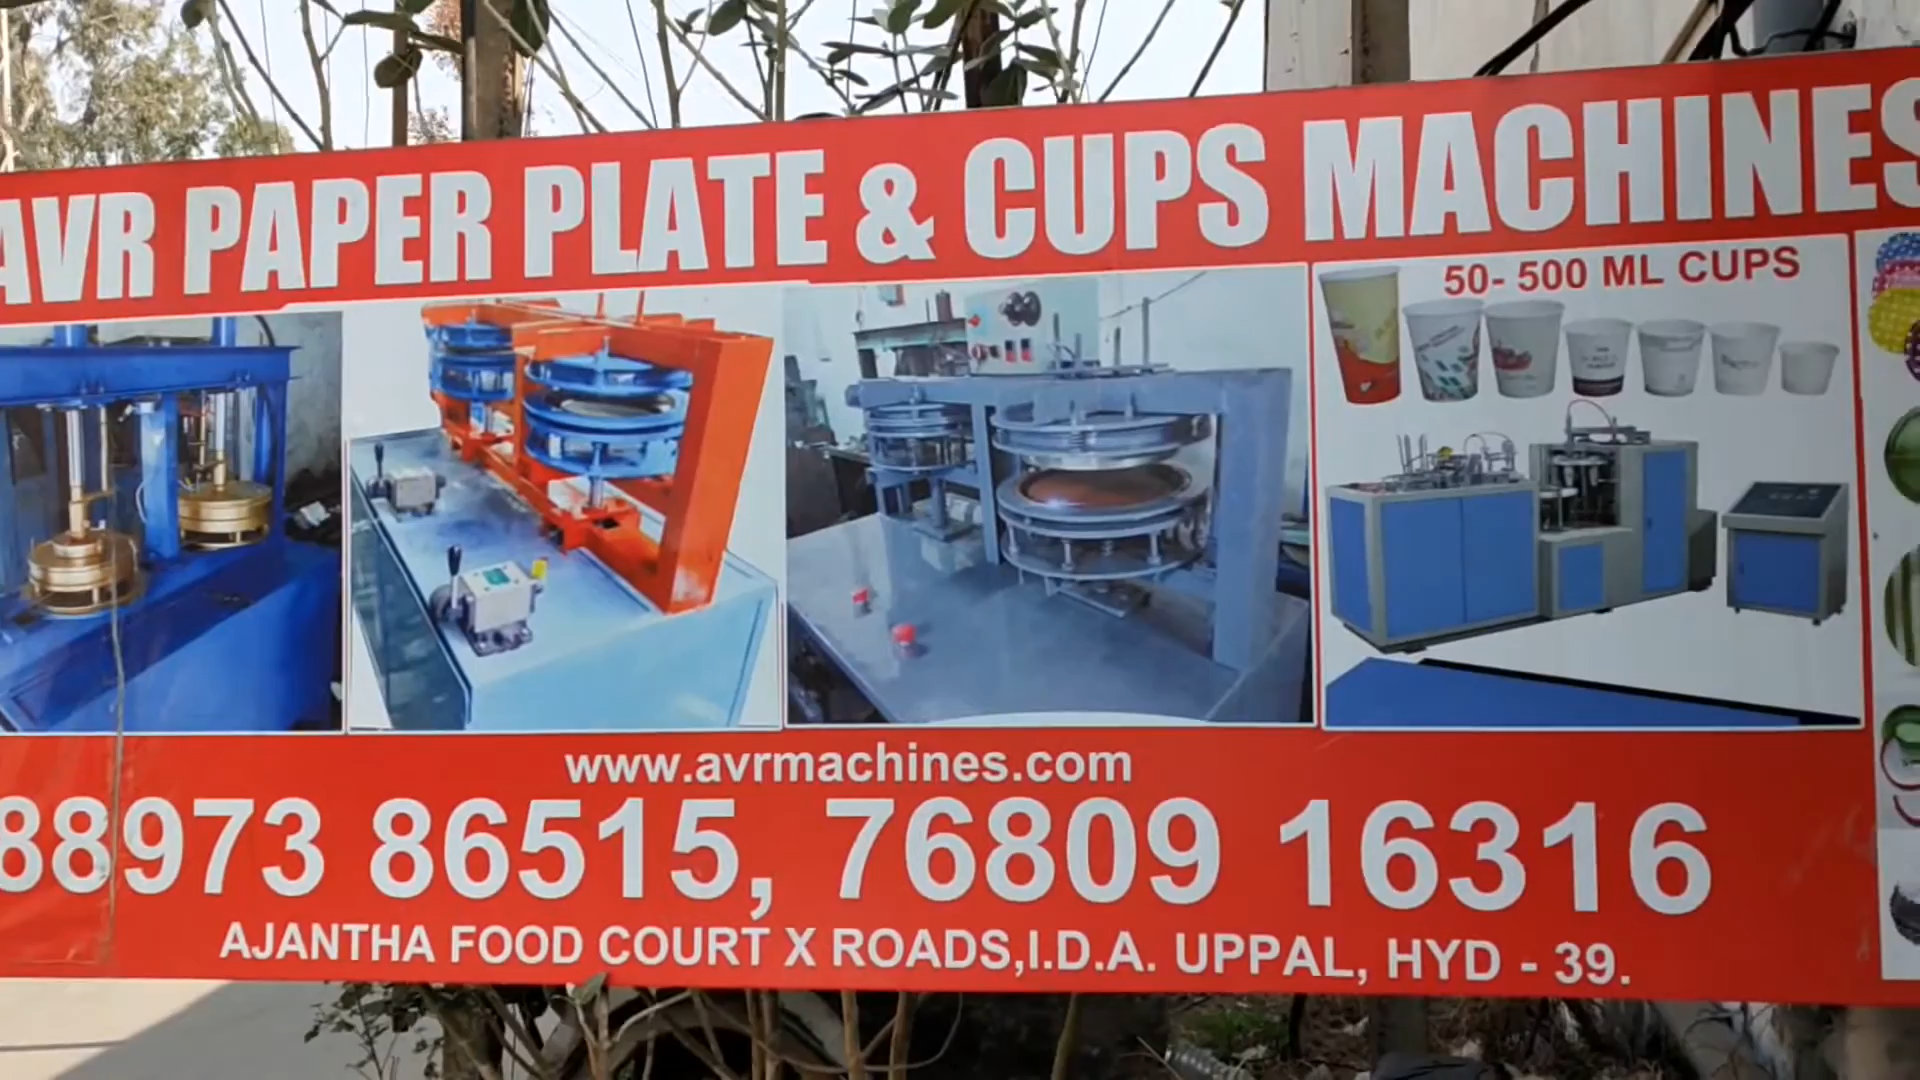 AVR PAPER PLATE & CUPS MACHINES
50- 500 ML CUPS
www.avrmachines.com
88973 86515, 76809 16316
AJANTHA FOOD COURT X ROADS,I.D.A. UPPAL, HYD - 39.